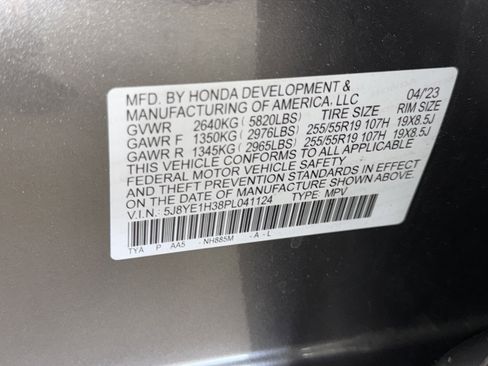 MFD. BY HONDA DEVELOPMENT & 04/'23
MANUFACTURING OF AMERICA, LLC
GVWR 2640KG (5820LBS) TIRE SIZE RIM SIZE
GAWR F 1350KG (2976LBS) 255/55R19 107H 19X8.5J
GAWR R 1345KG (2965LBS) 255/55R19 107H 19X8.5J
THIS VEHICLE CONFORMS TO ALL APPLICABLE
FEDERAL MOTOR VEHICLE SAFETY
STANDARDS AND THEFT PREVENTION STANDARD IN EFFECT
ON THE DATE OF MANUFACTURE SHOWN ABOVE.
V.I.N.: 5J8YE1H38PL041124 TYPE: MPV
TYA P AA5 - NH885M - A - L